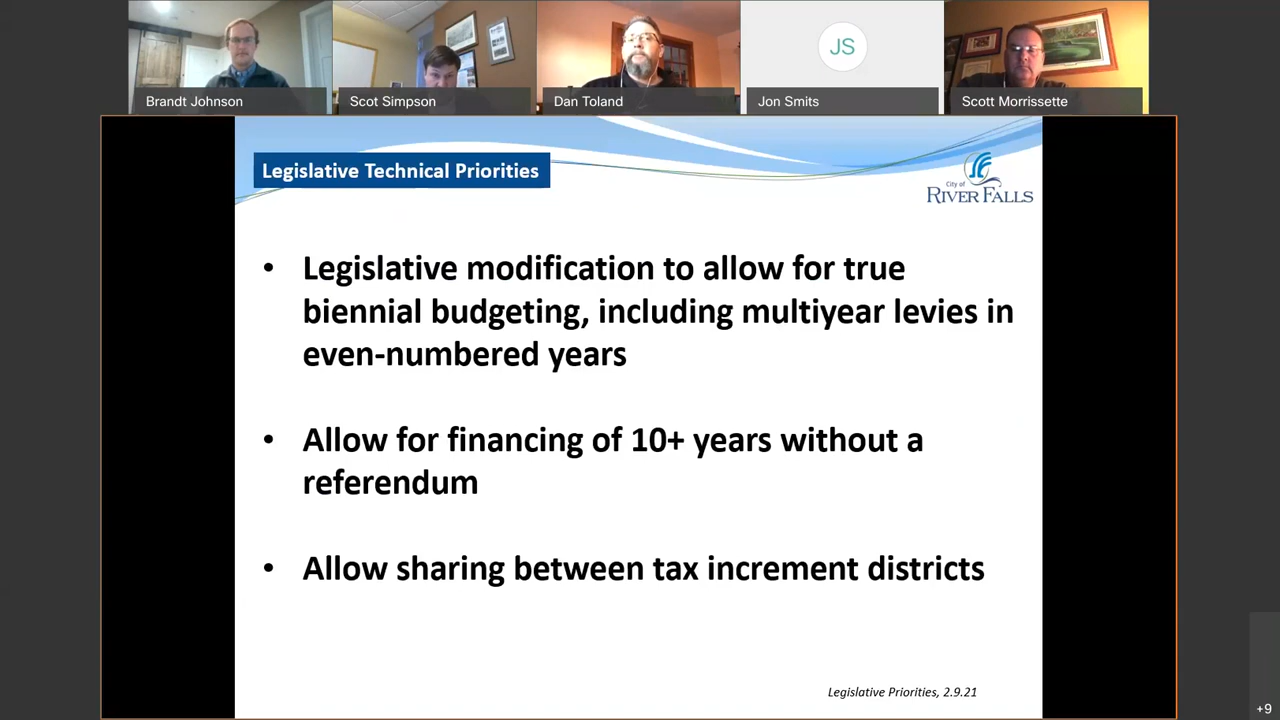 JS
Brandt Johnson
Scot Simpson
Dan Toland
Jon Smits
Scott Morrissette
Legislative Technical Priorities
City of
RIVER FALLS
• Legislative modification to allow for true
biennial budgeting, including multiyear levies in
even-numbered years
• Allow for financing of 10+ years without a
referendum
• Allow sharing between tax increment districts
Legislative Priorities, 2.9.21
+9